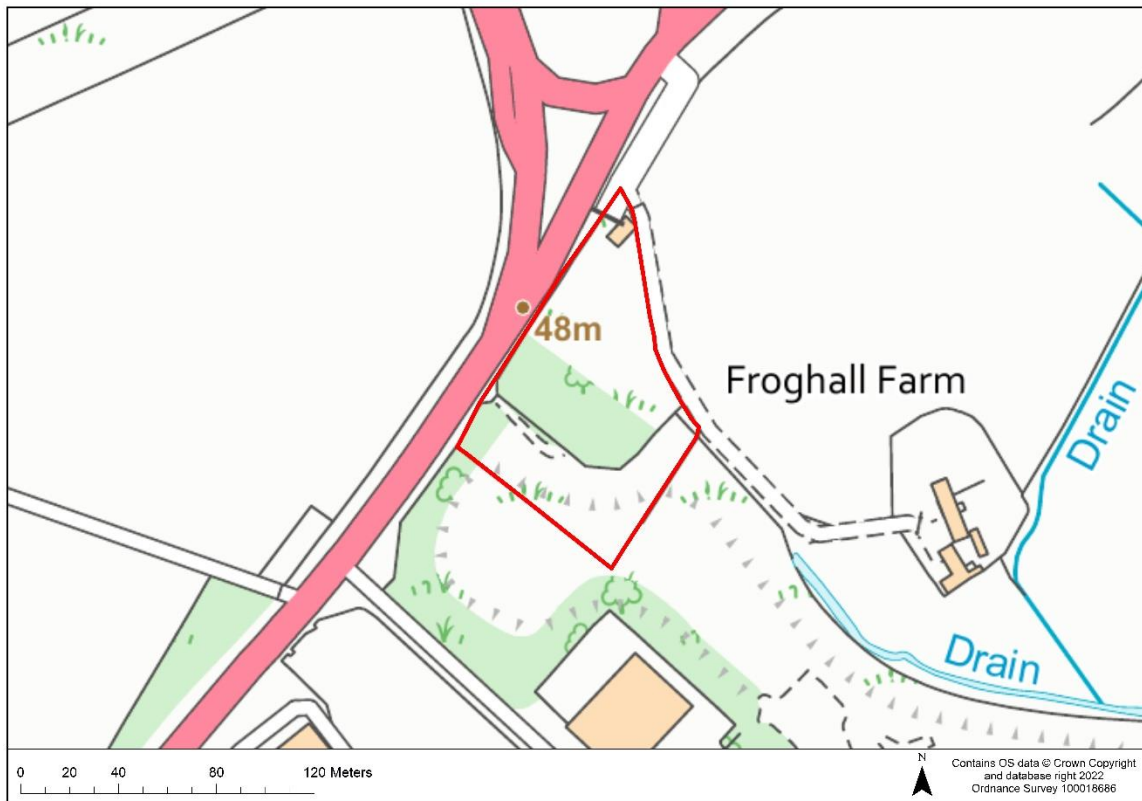 48m
Froghall Farm
Drain
Drain
0 20 40 80 120 Meters
N
Contains OS data © Crown Copyright
and database right 2022
Ordnance Survey 100018686